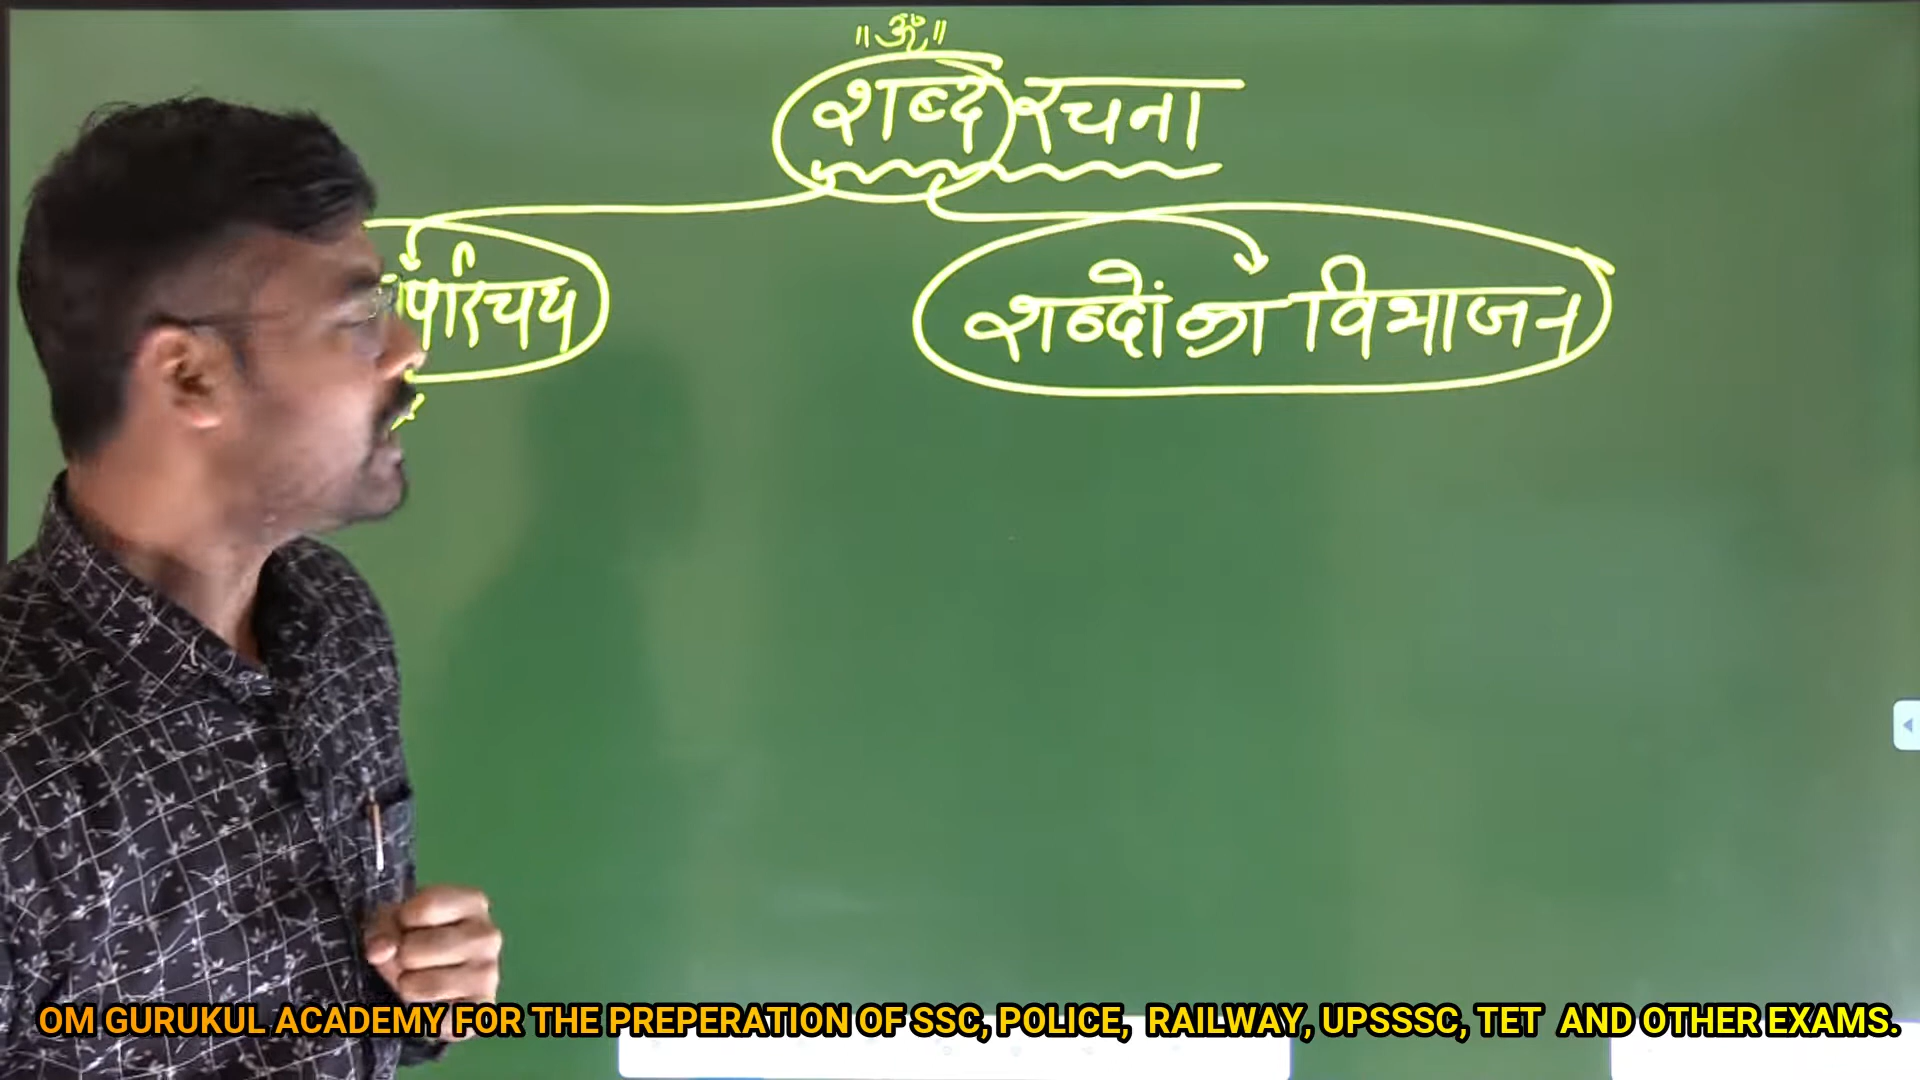 ॥ॐ॥
शब्द रचना
परिचय
शब्दों का विभाजन
OM GURUKUL ACADEMY FOR THE PREPERATION OF SSC, POLICE, RAILWAY, UPSSSC, TET AND OTHER EXAMS.